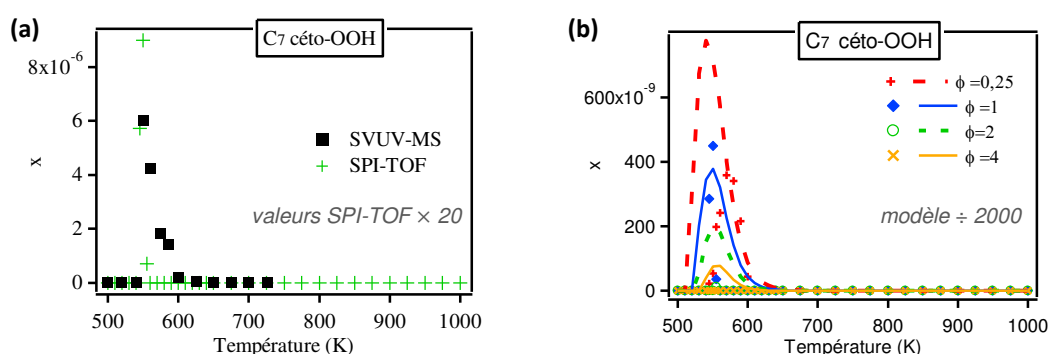 (a)
C7 céto-OOH
8x10-6
6
4
2
0
x
SVUV-MS
SPI-TOF
valeurs SPI-TOF × 20
500 600 700 800 900 1000
Température (K)
(b)
C7 céto-OOH
600x10-9
400
200
0
x
ϕ =0,25
ϕ=1
ϕ=2
ϕ=4
modèle ÷ 2000
500 600 700 800 900 1000
Température (K)